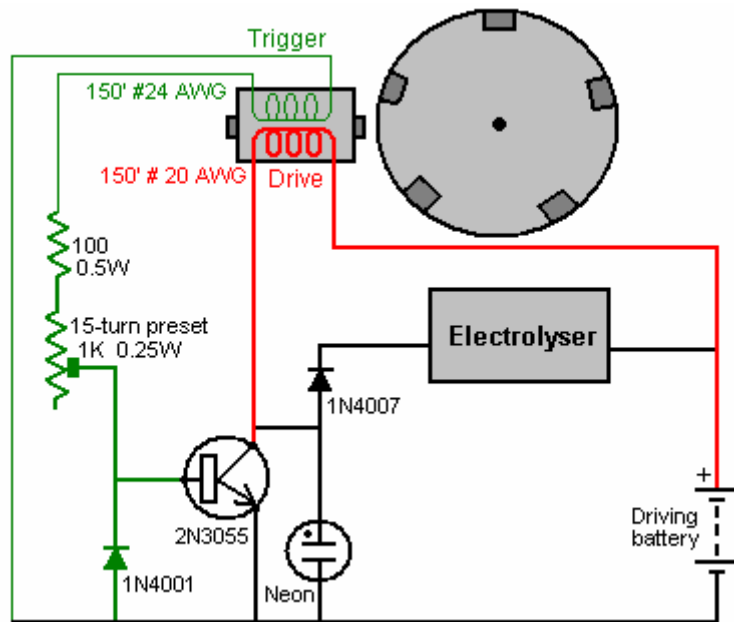 Trigger
150' #24 AWG
150' # 20 AWG
Drive
100
0.5W
15-turn preset
1K 0.25W
Electrolyser
1N4007
+
2N3055
Driving
battery
1N4001
Neon